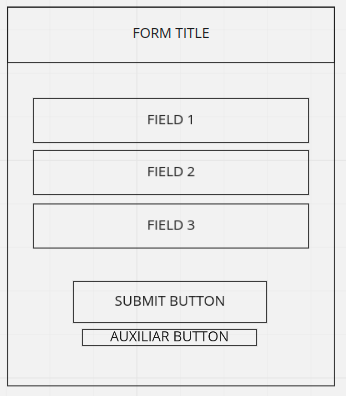 FORM TITLE
FIELD 1
FIELD 2
FIELD 3
SUBMIT BUTTON
AUXILIAR BUTTON